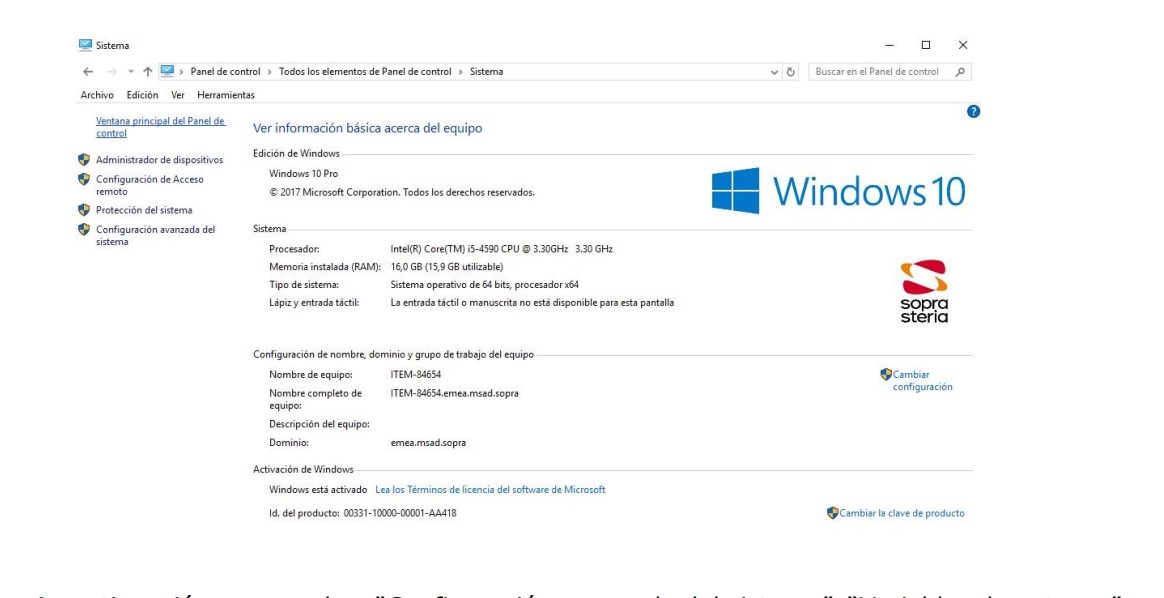 Sistema
Panel de control > Todos los elementos de Panel de control > Sistema
Buscar en el Panel de control
Archivo Edición Ver Herramientas
Ventana principal del Panel de
control
Administrador de dispositivos
Configuración de Acceso
remoto
Protección del sistema
Configuración avanzada del
sistema
?
Ver información básica acerca del equipo
Edición de Windows
Windows 10 Pro
© 2017 Microsoft Corporation. Todos los derechos reservados.
Windows 10
Sistema
Procesador: Intel(R) Core(TM) i5-4590 CPU @ 3.30GHz 3.30 GHz
Memoria instalada (RAM): 16,0 GB (15,9 GB utilizable)
Tipo de sistema: Sistema operativo de 64 bits, procesador x64
Lápiz y entrada táctil: La entrada táctil o manuscrita no está disponible para esta pantalla
sopra
steria
Configuración de nombre, dominio y grupo de trabajo del equipo
Nombre de equipo: ITEM-84654
Cambiar
configuración
Nombre completo de
equipo: ITEM-84654.emea.msad.sopra
Descripción del equipo:
Dominio: emea.msad.sopra
Activación de Windows
Windows está activado Lea los Términos de licencia del software de Microsoft
Id. del producto: 00331-10000-00001-AA418
Cambiar la clave de producto